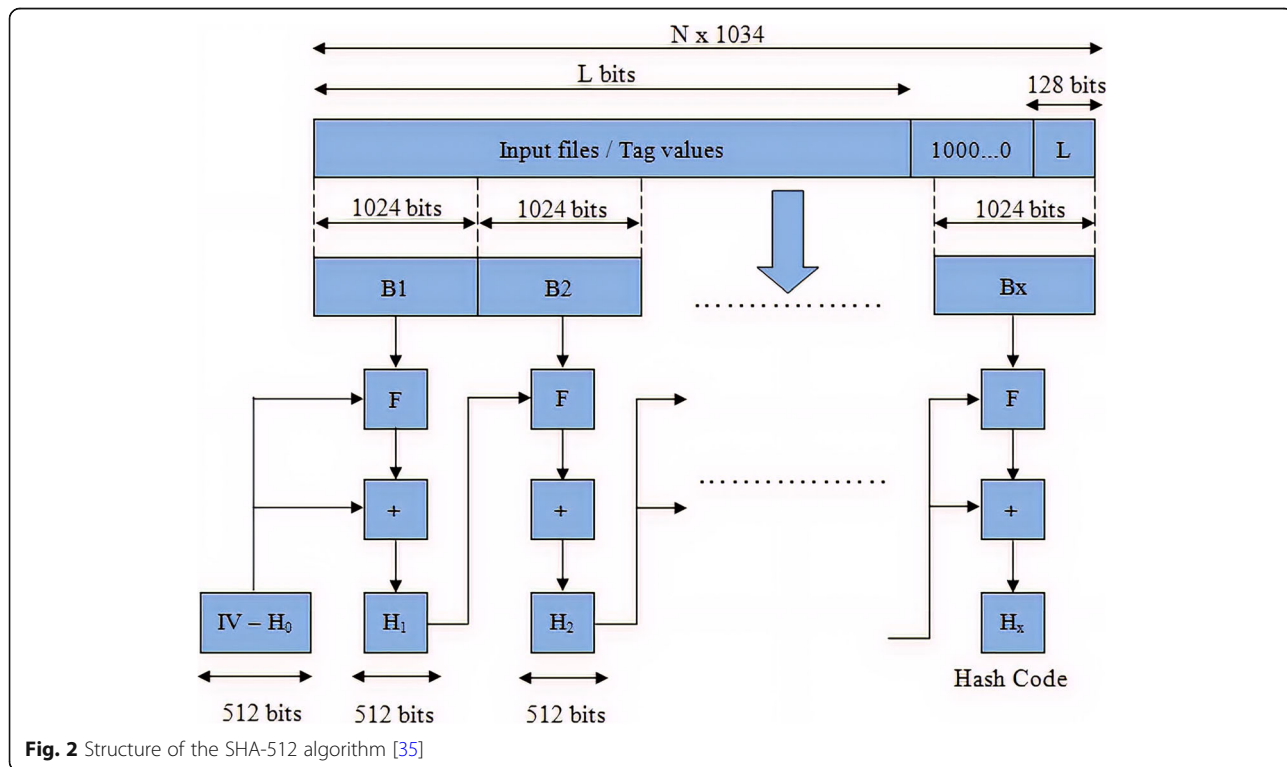 N x 1034
L bits
128 bits
Input files / Tag values 1000...0 L
1024 bits 1024 bits 1024 bits
B1 B2 ........................ Bx
F F F
+ + ........................ +
IV – H₀ H₁ H₂ Hₓ
Hash Code
512 bits 512 bits 512 bits
Fig. 2 Structure of the SHA-512 algorithm [35]